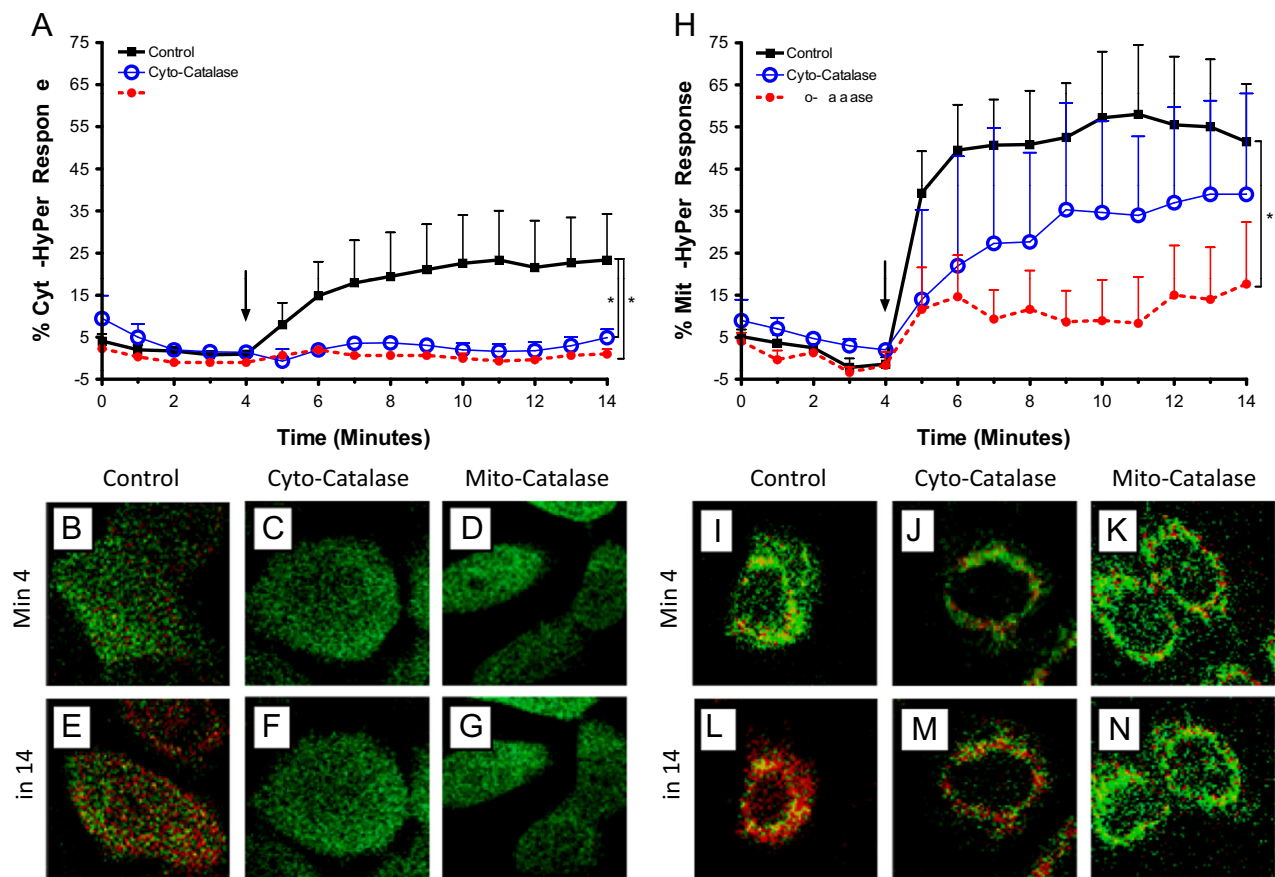 A
75
65
55
45
35
25
15
5
-5
% Cyt -HyPer Respon e
Control
Cyto-Catalase
* *
0 2 4 6 8 10 12 14
Time (Minutes)
H
75
65
55
45
35
25
15
5
-5
% Mit -HyPer Response
Control
Cyto-Catalase
o- a a ase
*
0 2 4 6 8 10 12 14
Time (Minutes)
Control Cyto-Catalase Mito-Catalase
Min 4
B C D
in 14
E F G
Control Cyto-Catalase Mito-Catalase
Min 4
I J K
in 14
L M N